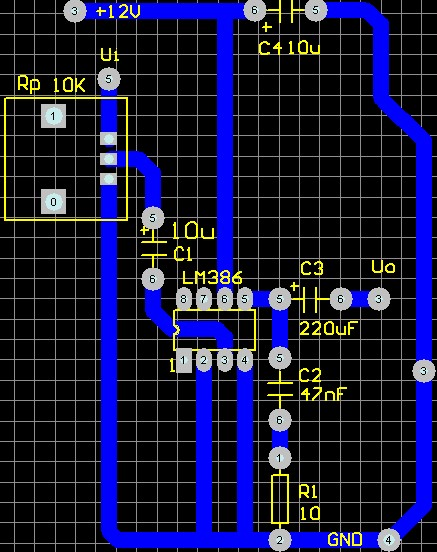 3 +12V 6 5
+
C4 10u
U1
Rp 10K
5
1
0
5
+ 10u
C1
6
LM386
8 7 6 5 5
+ C3
6 3
Uo
220uF
1
1 2 3 4
5
C2
47nF
3
6
1
R1
10
2 GND 4